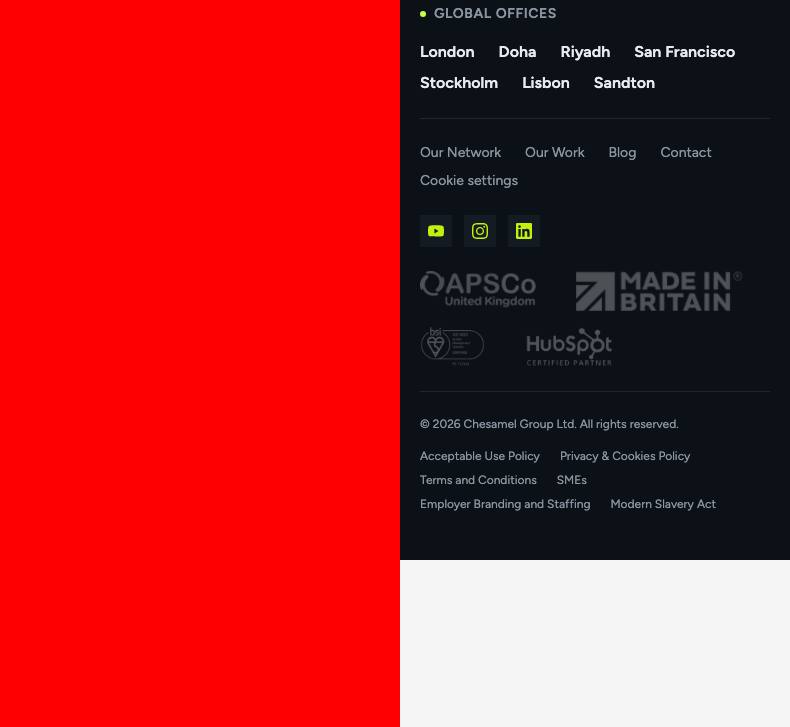 GLOBAL OFFICES
London Doha Riyadh San Francisco
Stockholm Lisbon Sandton
Our Network Our Work Blog Contact
Cookie settings
APSCo
United Kingdom
MADE IN
BRITAIN
®
bsi
HubSpot
CERTIFIED PARTNER
© 2026 Chesamel Group Ltd. All rights reserved.
Acceptable Use Policy Privacy & Cookies Policy
Terms and Conditions SMEs
Employer Branding and Staffing Modern Slavery Act